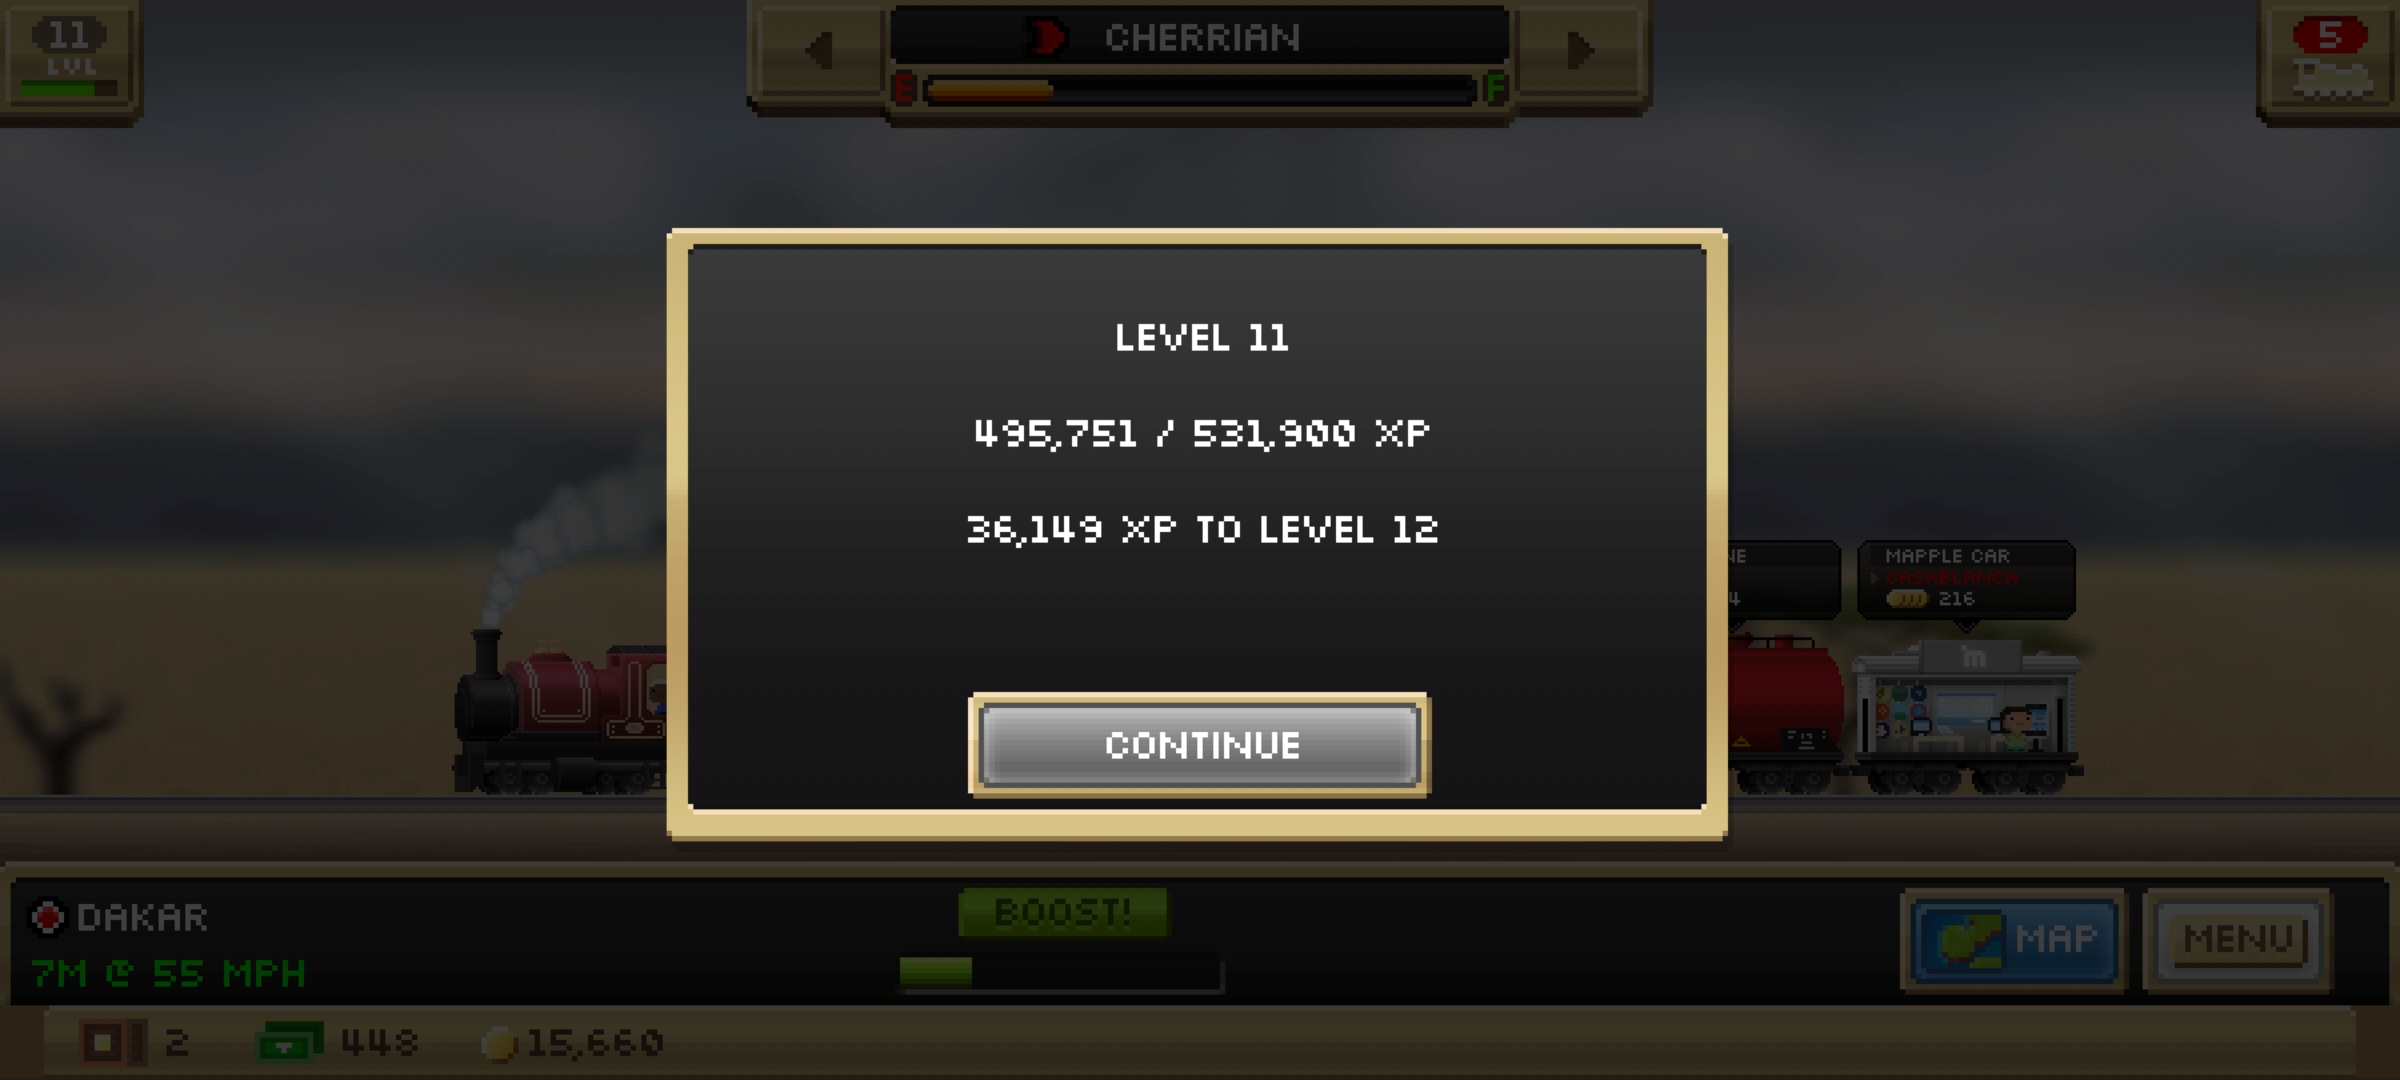 11
LVL
CHERRIAN
E F
5
LEVEL 11
495,751 / 531,900 XP
36,149 XP TO LEVEL 12
MAPPLE CAR
CASABLANCA
216
m
CONTINUE
DAKAR
7M @ 55 MPH
BOOST!
MAP
MENU
2
448
15,660